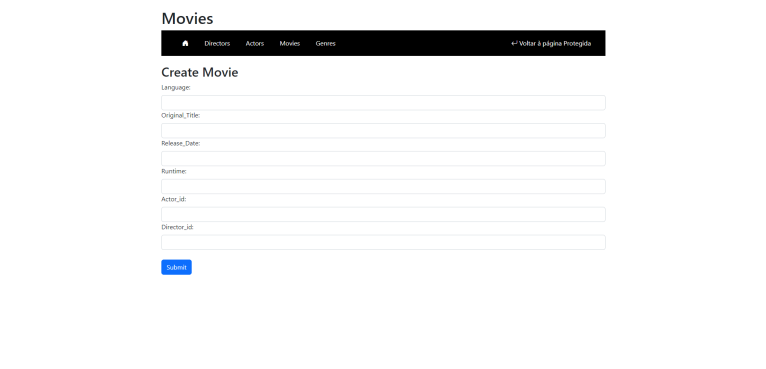 Movies
Directors Actors Movies Genres Voltar à página Protegida
Create Movie
Language:
Original_Title:
Release_Date:
Runtime:
Actor_id:
Director_id:
Submit